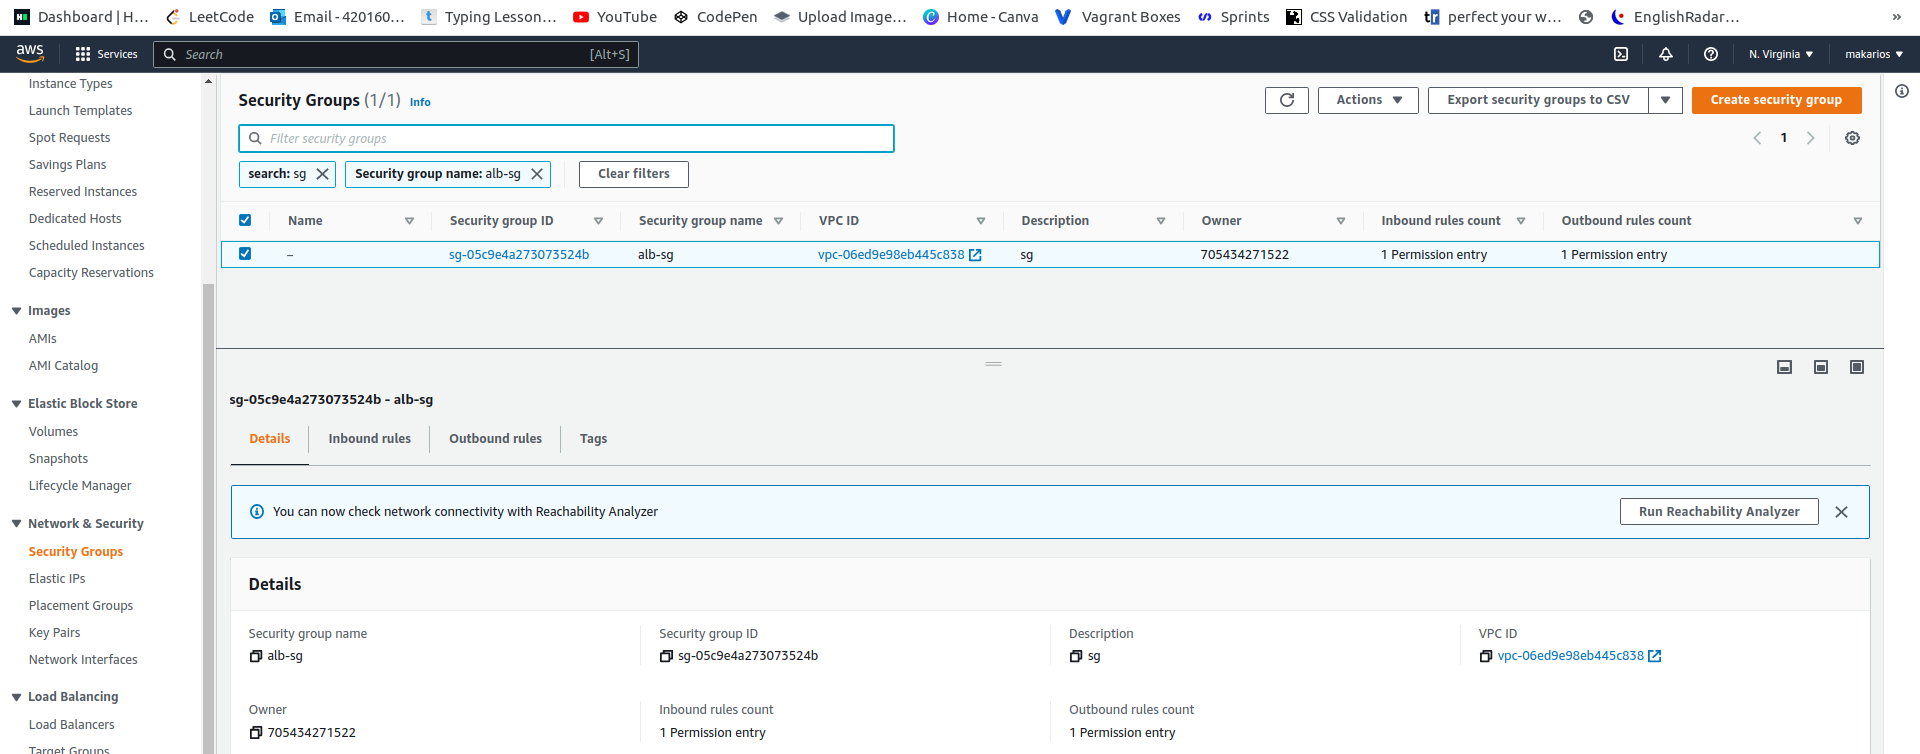 Dashboard | H... LeetCode Email - 420160... Typing Lesson... YouTube CodePen Upload Image... Home - Canva Vagrant Boxes Sprints CSS Validation perfect your w... EnglishRadar... »
aws Services Search [Alt+S] N. Virginia makarios
Instance Types
Launch Templates
Spot Requests
Savings Plans
Reserved Instances
Dedicated Hosts
Scheduled Instances
Capacity Reservations
Images
AMIs
AMI Catalog
Elastic Block Store
Volumes
Snapshots
Lifecycle Manager
Network & Security
Security Groups
Elastic IPs
Placement Groups
Key Pairs
Network Interfaces
Load Balancing
Load Balancers
Target Groups
Security Groups (1/1) Info Actions Export security groups to CSV Create security group
Filter security groups 1
search: sg Security group name: alb-sg Clear filters
Name Security group ID Security group name VPC ID Description Owner Inbound rules count Outbound rules count
– sg-05c9e4a273073524b alb-sg vpc-06ed9e98eb445c838 sg 705434271522 1 Permission entry 1 Permission entry
sg-05c9e4a273073524b - alb-sg
Details Inbound rules Outbound rules Tags
You can now check network connectivity with Reachability Analyzer Run Reachability Analyzer
Details
Security group name Security group ID Description VPC ID
alb-sg sg-05c9e4a273073524b sg vpc-06ed9e98eb445c838
Owner Inbound rules count Outbound rules count
705434271522 1 Permission entry 1 Permission entry